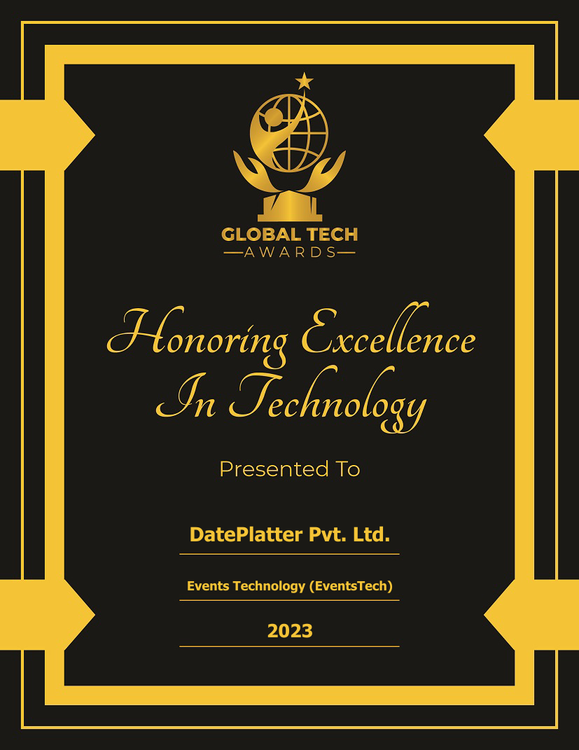 GLOBAL TECH
AWARDS
Honoring Excellence
In Technology
Presented To
DatePlatter Pvt. Ltd.
Events Technology (EventsTech)
2023